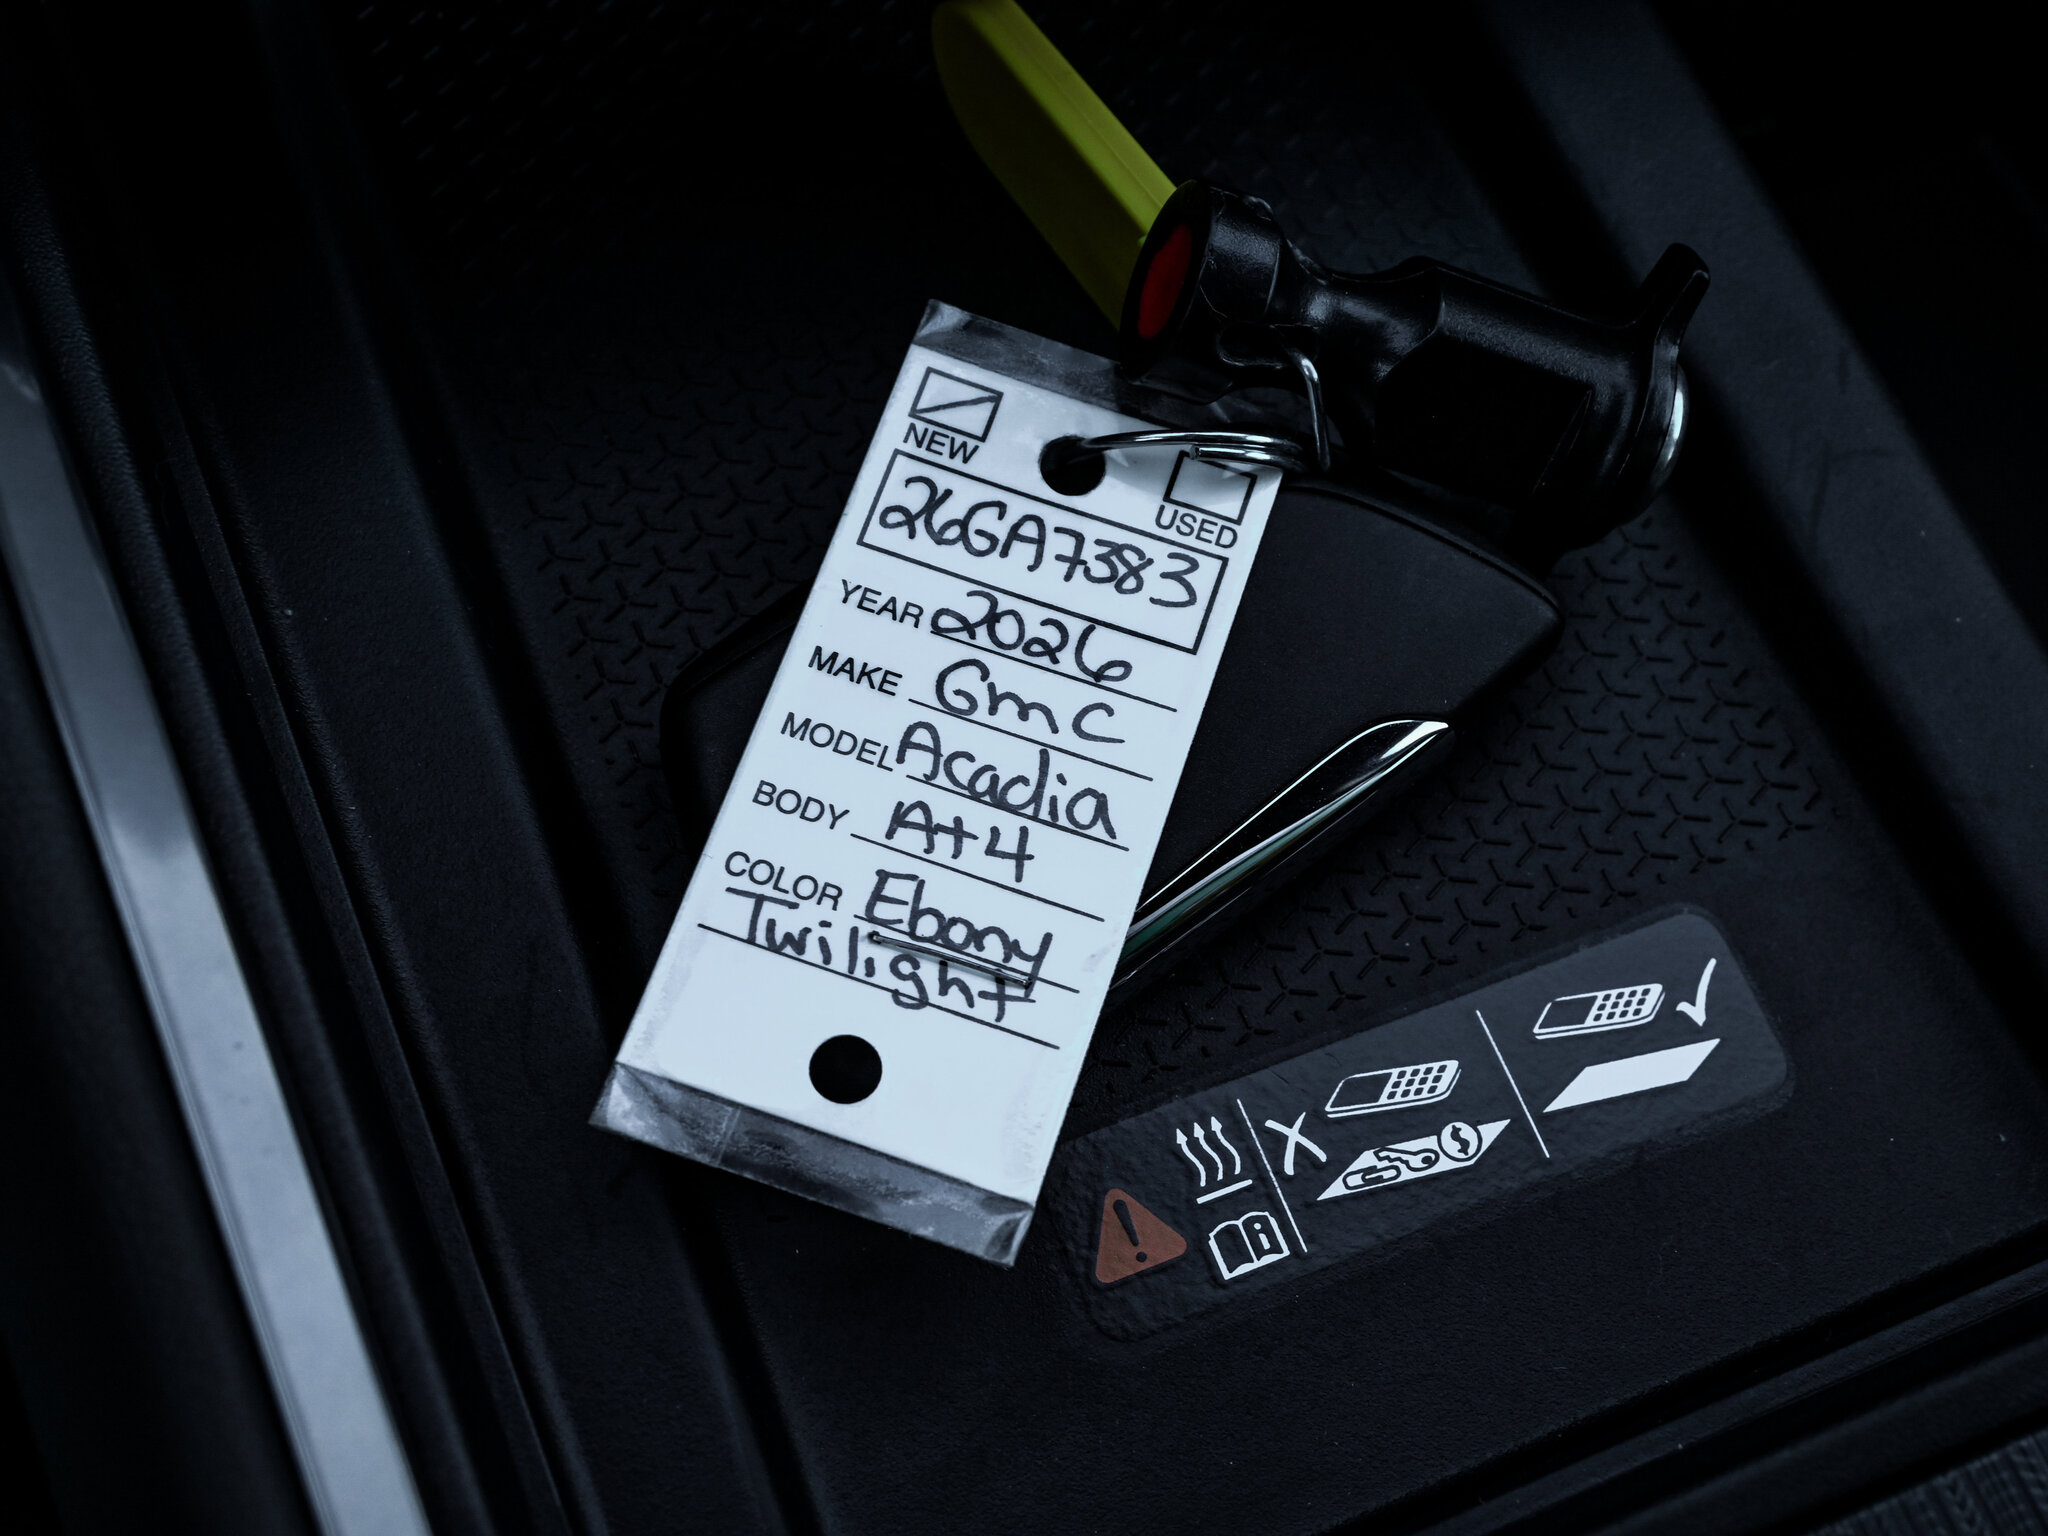 NEW
USED
26GA7383
YEAR 2026
MAKE GMC
MODEL Acadia
BODY At4
COLOR Ebony
Twilight